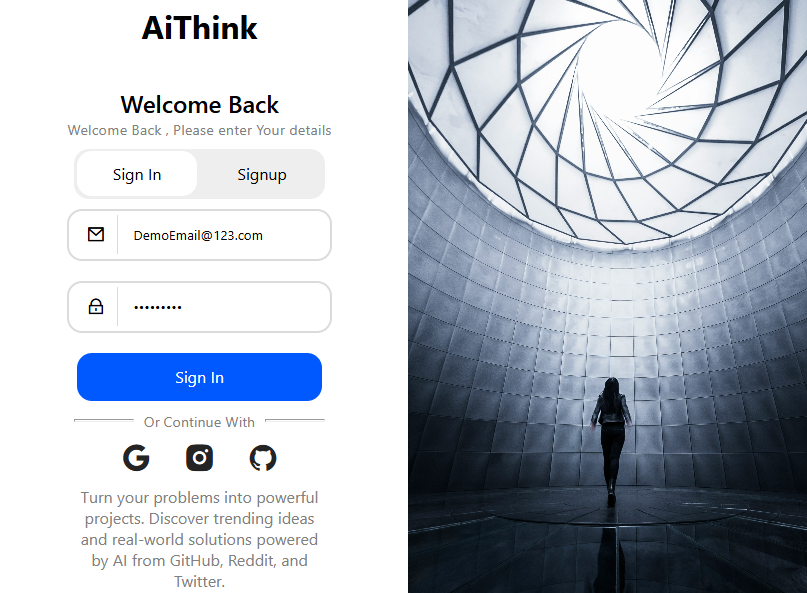 AiThink
Welcome Back
Welcome Back , Please enter Your details
Sign In Signup
DemoEmail@123.com
•••••••••
Sign In
Or Continue With
Turn your problems into powerful
projects. Discover trending ideas
and real-world solutions powered
by AI from GitHub, Reddit, and
Twitter.